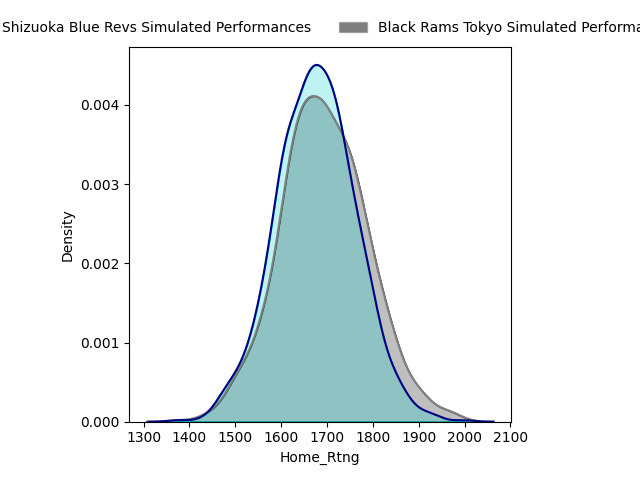 Shizuoka Blue Revs Simulated Performances Black Rams Tokyo Simulated Performa
0.004
0.003
0.002
0.001
0.000
Density
1300 1400 1500 1600 1700 1800 1900 2000 2100
Home_Rtng